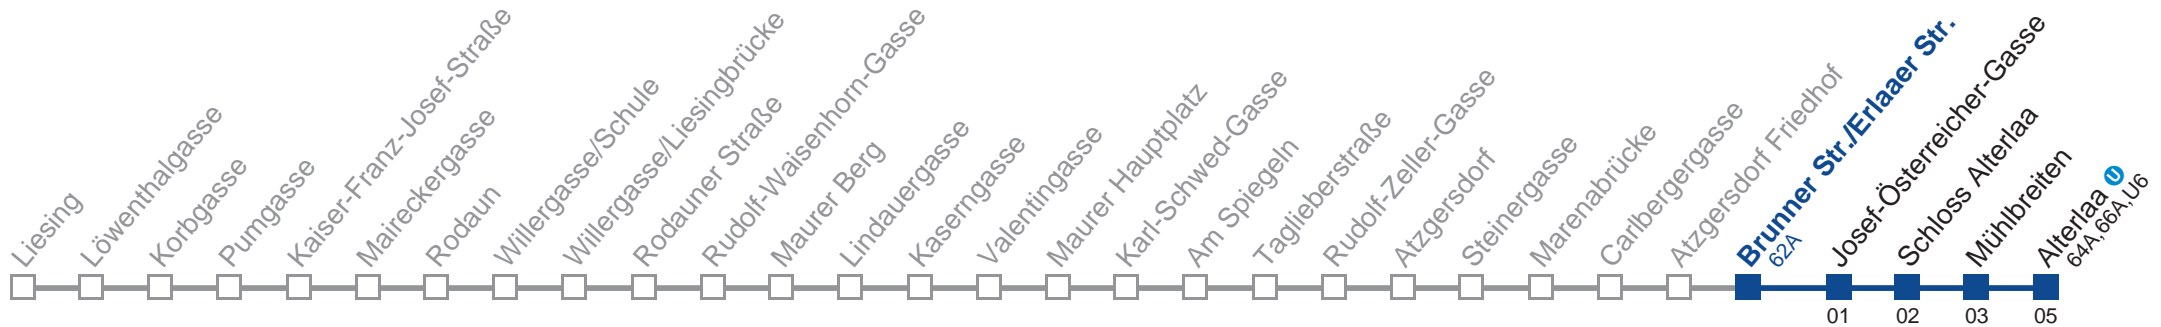 Liesing
Löwenthalgasse
Korbgasse
Purngasse
Kaiser-Franz-Josef-Straße
Maireckergasse
Rodaun
Willergasse/Schule
Willergasse/Liesingbrücke
Rodauner Straße
Rudolf-Waisenhorn-Gasse
Maurer Berg
Lindauergasse
Kaserngasse
Valentingasse
Maurer Hauptplatz
Karl-Schwed-Gasse
Am Spiegeln
Taglieberstraße
Rudolf-Zeller-Gasse
Atzgersdorf
Steinergasse
Marenabrücke
Carlbergergasse
Atzgersdorf Friedhof
Brunner Str./Erlaaer Str.
62A
Josef-Österreicher-Gasse
Schloss Alterlaa
Mühlbreiten
Alterlaa U
64A,66A,U6
01 02 03 05